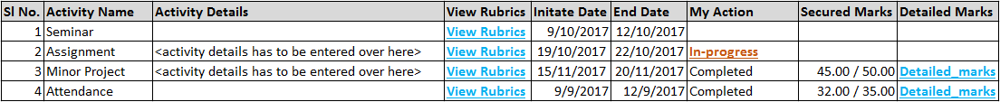 Sl No. Activity Name Activity Details View Rubrics Initate Date End Date My Action Secured Marks Detailed Marks
1 Seminar View Rubrics 9/10/2017 12/10/2017
2 Assignment <activity details has to be entered over here> View Rubrics 19/10/2017 22/10/2017 In-progress
3 Minor Project <activity details has to be entered over here> View Rubrics 15/11/2017 20/11/2017 Completed 45.00 / 50.00 Detailed_marks
4 Attendance View Rubrics 9/9/2017 12/9/2017 Completed 32.00 / 35.00 Detailed_marks